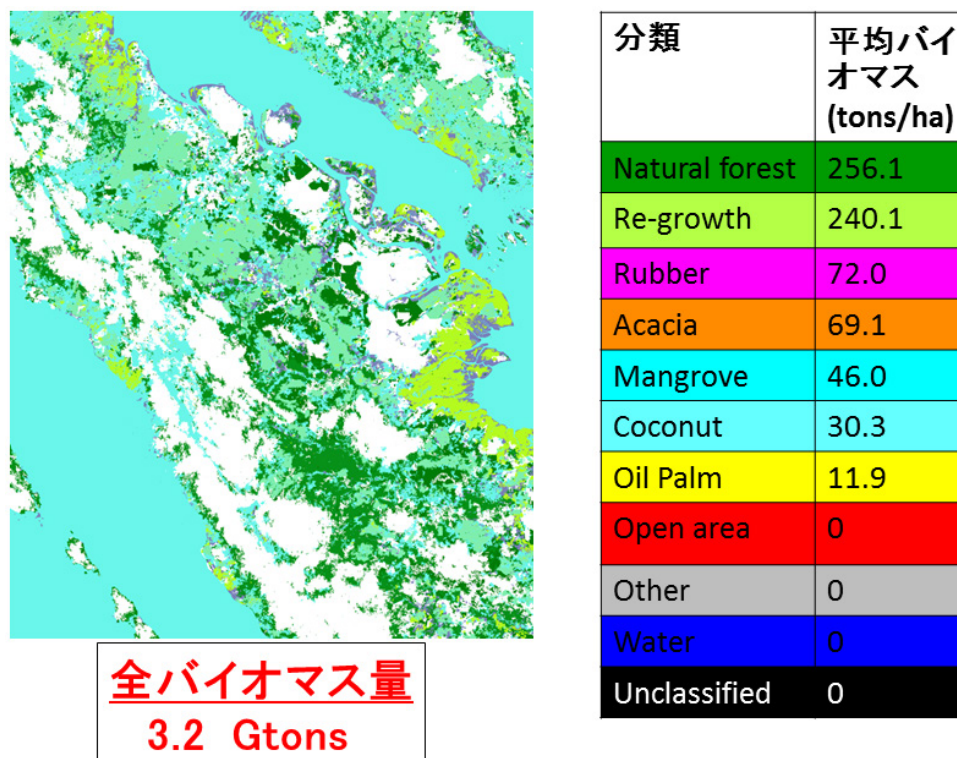 分類 平均バイ
オマス
(tons/ha)
Natural forest 256.1
Re-growth 240.1
Rubber 72.0
Acacia 69.1
Mangrove 46.0
Coconut 30.3
Oil Palm 11.9
Open area 0
Other 0
Water 0
Unclassified 0
全バイオマス量
3.2 Gtons